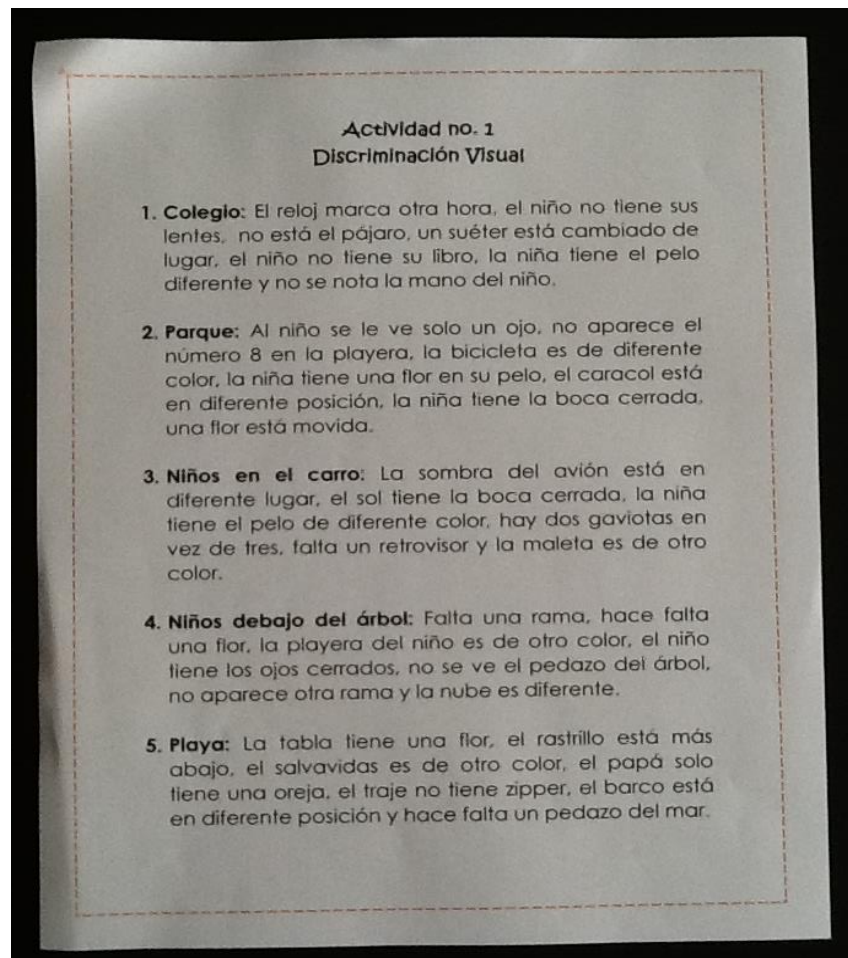 Actividad no. 1
Discriminación Visual
1. Colegio: El reloj marca otra hora, el niño no tiene sus
lentes, no está el pájaro, un suéter está cambiado de
lugar, el niño no tiene su libro, la niña tiene el pelo
diferente y no se nota la mano del niño.
2. Parque: Al niño se le ve solo un ojo, no aparece el
número 8 en la playera, la bicicleta es de diferente
color, la niña tiene una flor en su pelo, el caracol está
en diferente posición, la niña tiene la boca cerrada,
una flor está movida.
3. Niños en el carro: La sombra del avión está en
diferente lugar, el sol tiene la boca cerrada, la niña
tiene el pelo de diferente color, hay dos gaviotas en
vez de tres, falta un retrovisor y la maleta es de otro
color.
4. Niños debajo del árbol: Falta una rama, hace falta
una flor, la playera del niño es de otro color, el niño
tiene los ojos cerrados, no se ve el pedazo del árbol,
no aparece otra rama y la nube es diferente.
5. Playa: La tabla tiene una flor, el rastrillo está más
abajo, el salvavidas es de otro color, el papá solo
tiene una oreja, el traje no tiene zipper, el barco está
en diferente posición y hace falta un pedazo del mar.